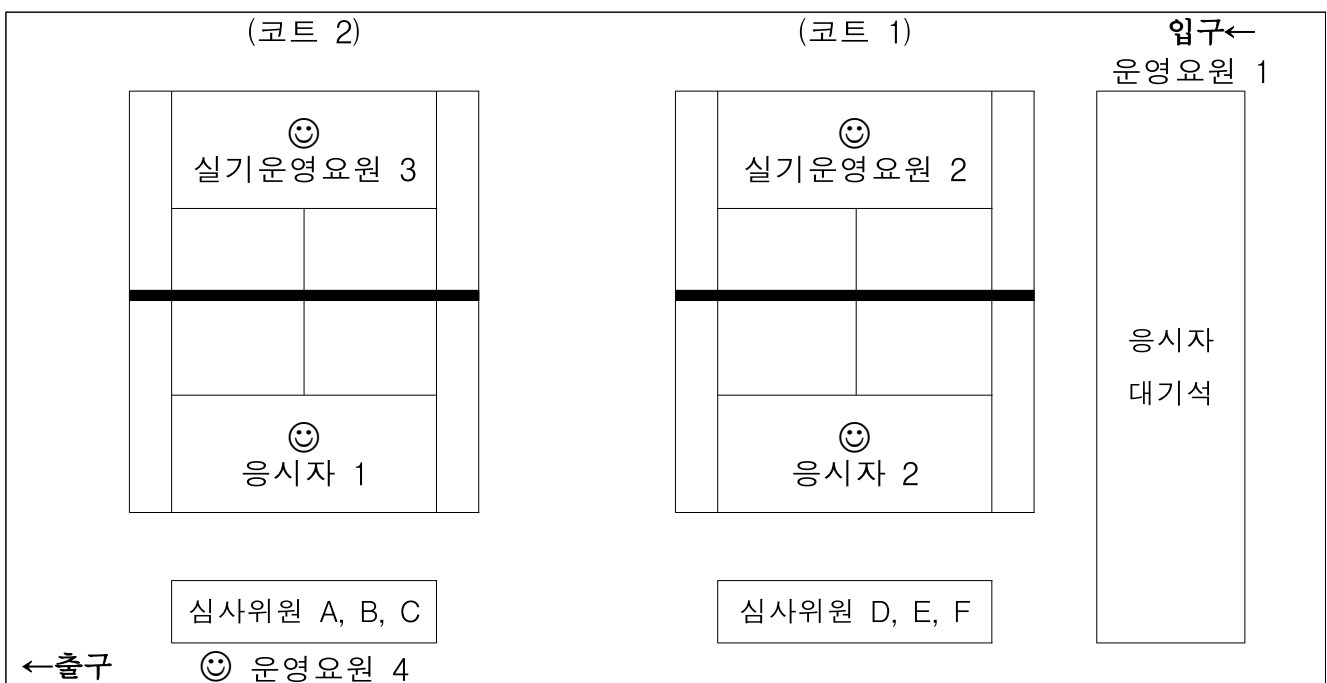 (코트 2)
(코트 1)
입구←
운영요원 1
실기운영요원 3
실기운영요원 2
응시자
대기석
응시자 1
응시자 2
심사위원 A, B, C
심사위원 D, E, F
←출구
운영요원 4